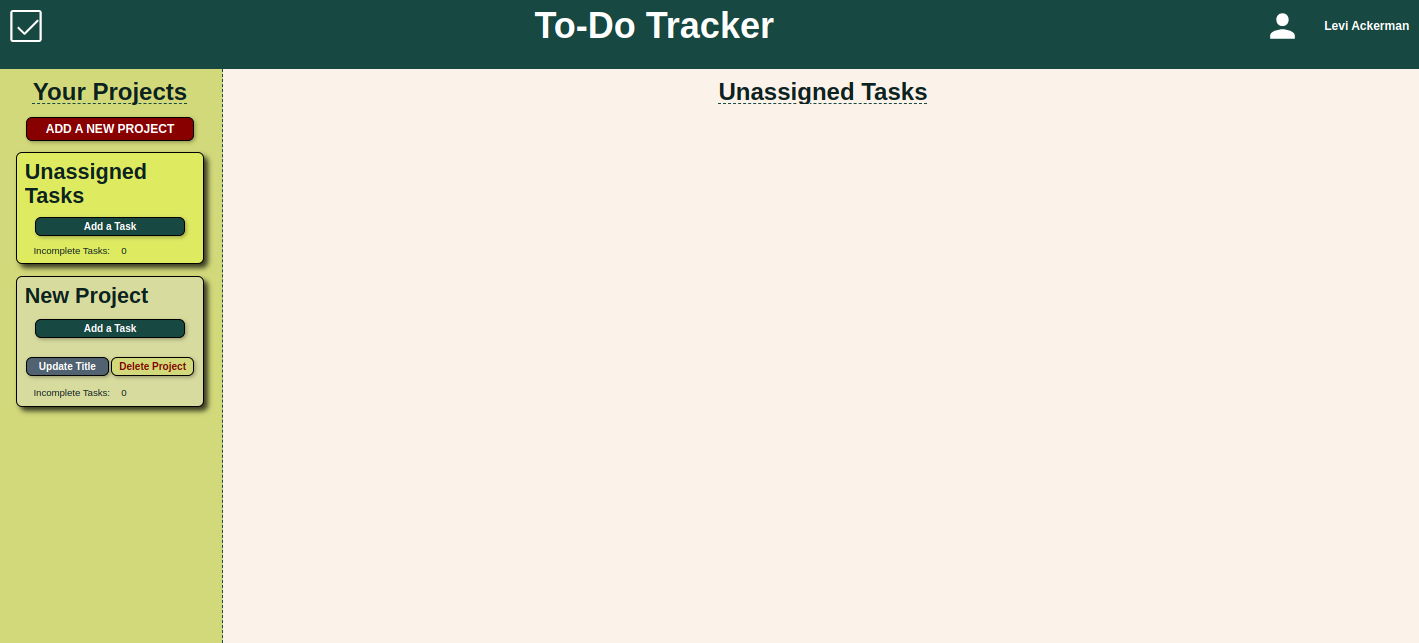 To-Do Tracker
Levi Ackerman
Your Projects
ADD A NEW PROJECT
Unassigned
Tasks
Add a Task
Incomplete Tasks: 0
New Project
Add a Task
Update Title Delete Project
Incomplete Tasks: 0
Unassigned Tasks